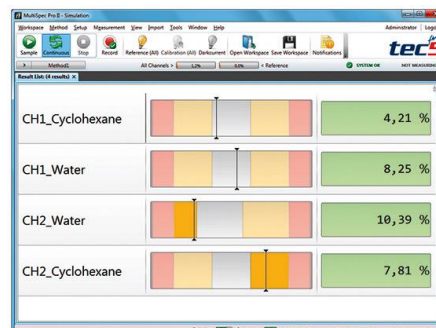 MultiSpec Pro II - Simulation
Workspace Method Setup Measurement View Import Tools Window Help
Administrator
Sample Continuous Stop Record Reference (All) Calibration (All) Darkcurrent Open Workspace Save Workspace Notifications
tec5
Method1 All Channels > < Reference SYSTEM OK NOT MEASURING
Result List: (4 results) X
CH1_Cyclohexane 4,21 %
CH1_Water 8,25 %
CH2_Water 10,39 %
CH2_Cyclohexane 7,81 %